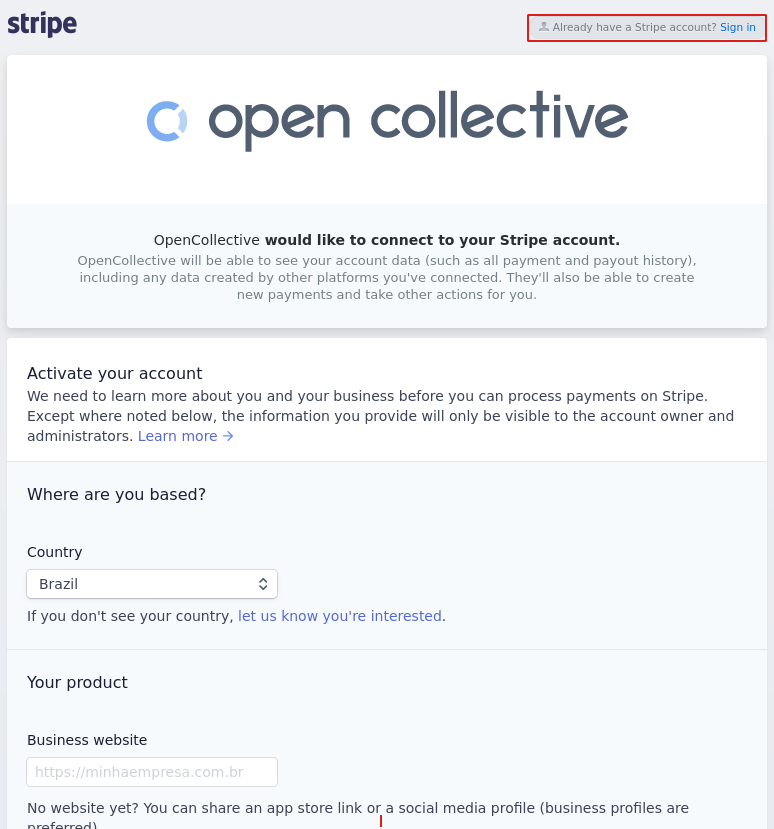 stripe
Already have a Stripe account? Sign in
open collective
OpenCollective would like to connect to your Stripe account.
OpenCollective will be able to see your account data (such as all payment and payout history),
including any data created by other platforms you've connected. They'll also be able to create
new payments and take other actions for you.
Activate your account
We need to learn more about you and your business before you can process payments on Stripe.
Except where noted below, the information you provide will only be visible to the account owner and
administrators. Learn more →
Where are you based?
Country
Brazil
If you don't see your country, let us know you're interested.
Your product
Business website
https://minhaempresa.com.br
No website yet? You can share an app store link or a social media profile (business profiles are
preferred)